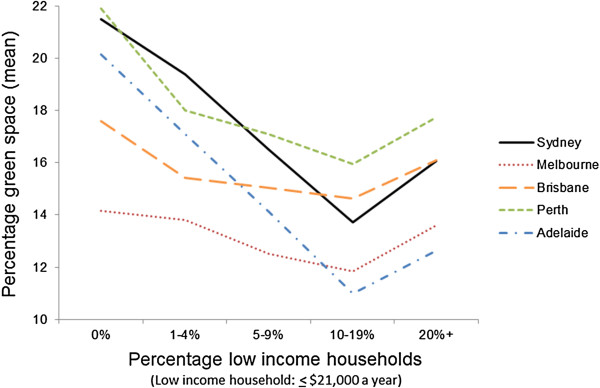 Percentage green space (mean)
22
20
18
16
14
12
10
0%
1-4%
5-9%
10-19%
20%+
Percentage low income households
(Low income household: ≤ $21,000 a year)
Sydney
Melbourne
Brisbane
Perth
Adelaide